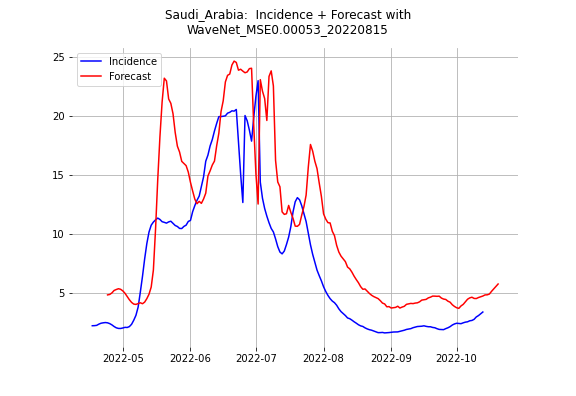 Saudi_Arabia:  Incidence + Forecast with
WaveNet_MSE0.00053_20220815
Incidence
Forecast
25
20
15
10
5
2022-05 2022-06 2022-07 2022-08 2022-09 2022-10